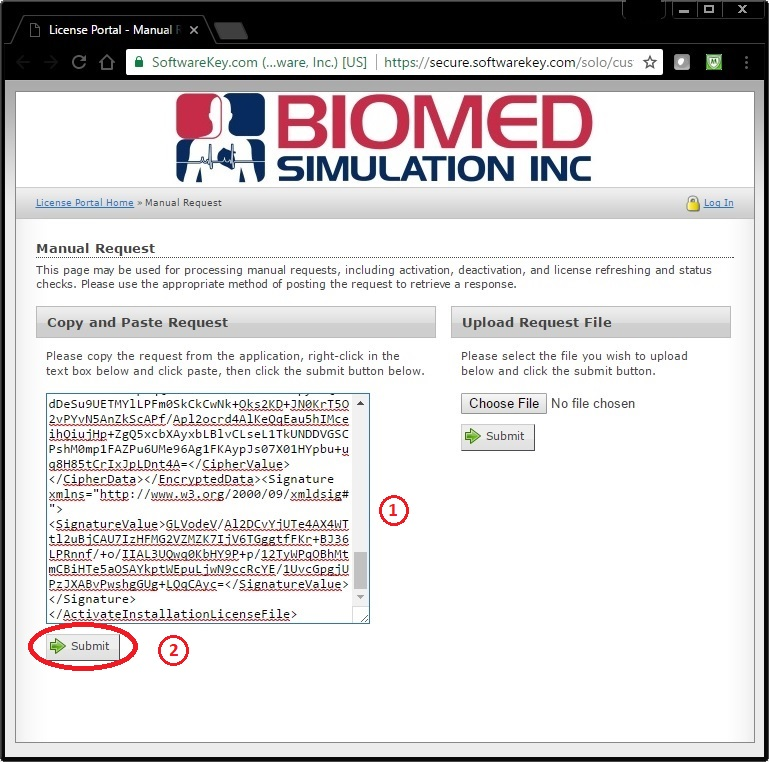 License Portal - Manual R
SoftwareKey.com (...ware, Inc.) [US]
https://secure.softwarekey.com/solo/cus
BIOMED
SIMULATION INC
License Portal Home » Manual Request
Log In
Manual Request
This page may be used for processing manual requests, including activation, deactivation, and license refreshing and status
checks. Please use the appropriate method of posting the request to retrieve a response.
Copy and Paste Request
Please copy the request from the application, right-click in the
text box below and click paste, then click the submit button below.
dDeSu9UETMYlLPFm0SkCkCwNk+Oks2KD+JN0KrT5O
2vPYvN5AnZkScAPf/Apl2ocrd4AlKeQqEau5hIMce
ihQiujHp+ZgQ5xcbXAyxbLBlvCLseL1TkUNDDVGSC
PshM0mp1FAZPu6UMe96Ag1FKAypJs07X01HYpbu+u
q8H85tCrIxJpLDnt4A=</CipherValue>
</CipherData></EncryptedData><Signature
xmlns="http://www.w3.org/2000/09/xmldsig#
">
<SignatureValue>GLVodeV/Al2DCvYjUTe4AX4WT
tl2uBjCAU7IzHFMG2VZMZK7IjV6TGggtfFKr+BJ36
LPRnnf/+o/IIAL3UQwq0KbHY9P+p/12TyWPqOBhMt
mCBiHTe5aOSAYkptWEpuLjwN9ccRcYE/1UvcGpgjU
PzJXABvPwshgGUg+LQqCAyc=</SignatureValue>
</Signature>
</ActivateInstallationLicenseFile>
1
Submit
2
Upload Request File
Please select the file you wish to upload
below and click the submit button.
Choose File No file chosen
Submit